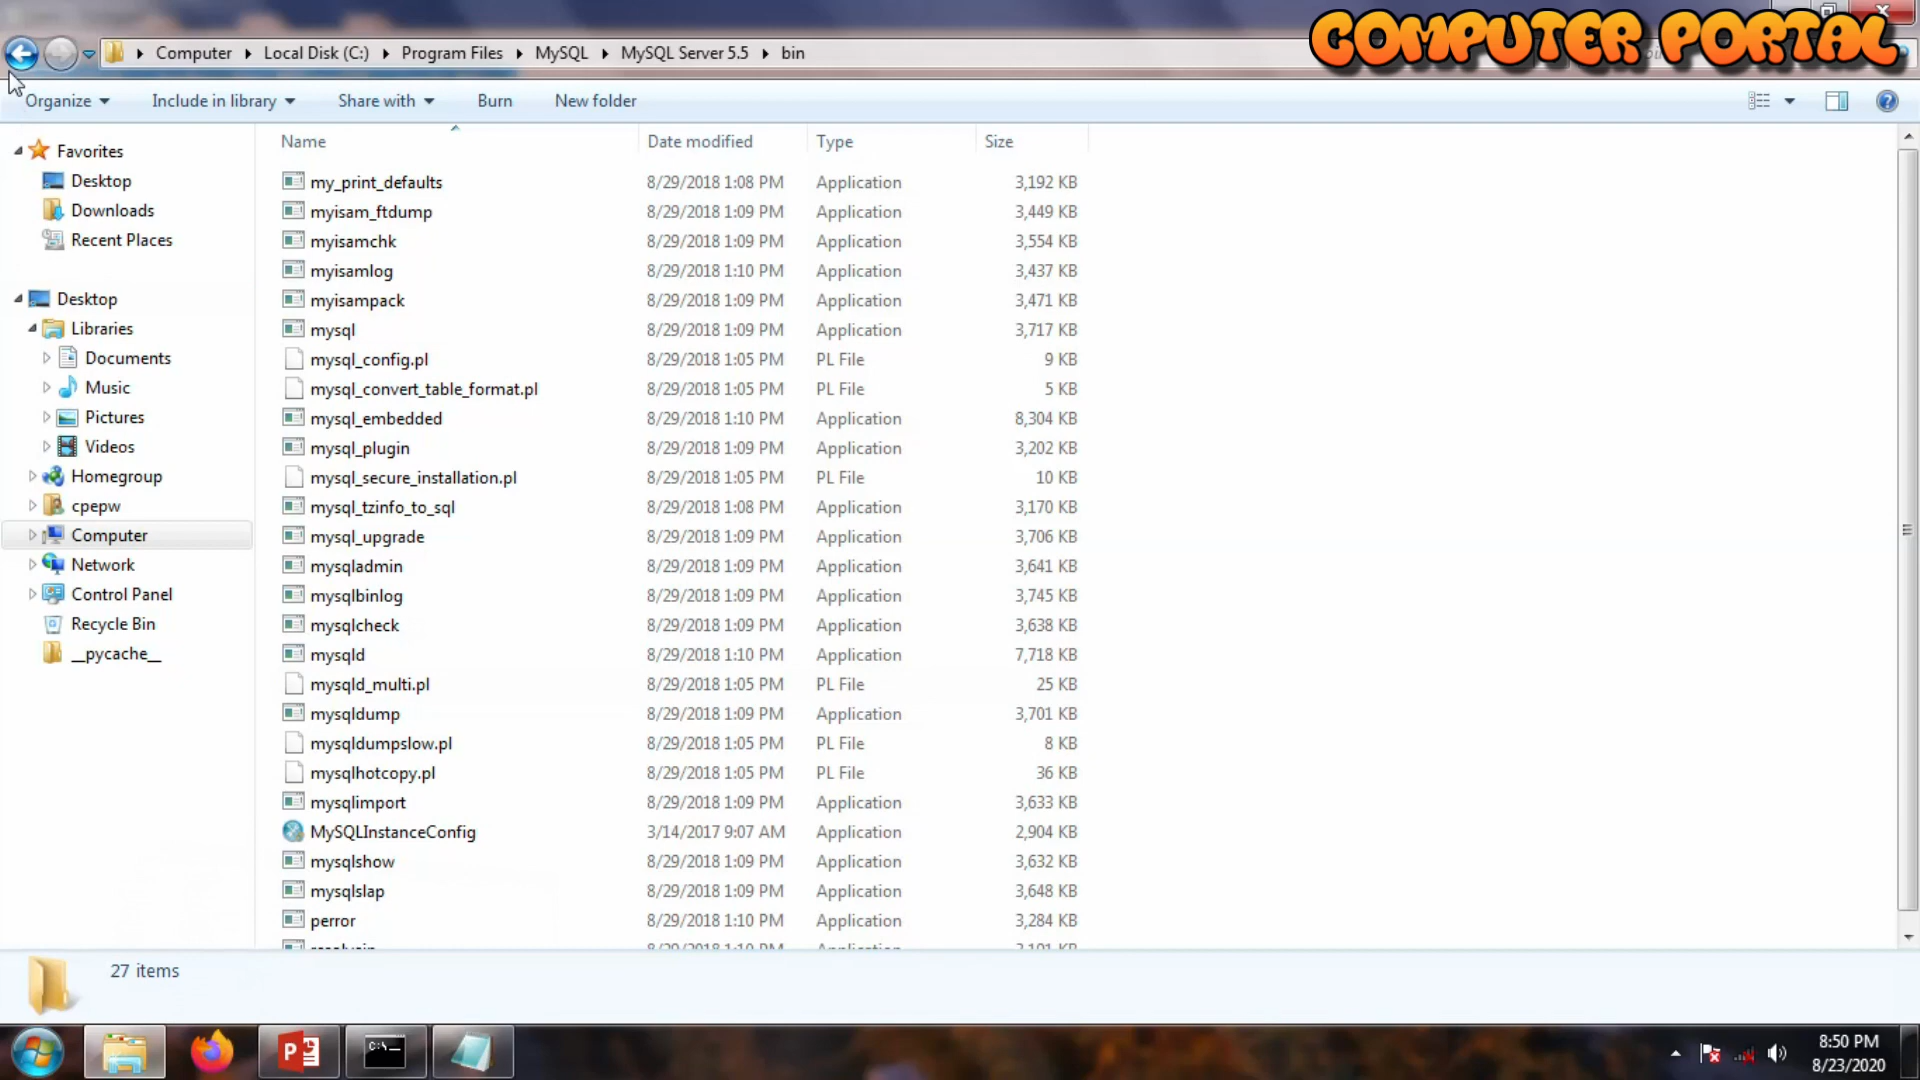 COMPUTER PORTAL
Computer Local Disk (C:) Program Files MySQL MySQL Server 5.5 bin
Organize Include in library Share with Burn New folder
Name Date modified Type Size
Favorites
Desktop
Downloads
Recent Places
Desktop
Libraries
Documents
Music
Pictures
Videos
Homegroup
cpepw
Computer
Network
Control Panel
Recycle Bin
__pycache__
my_print_defaults 8/29/2018 1:08 PM Application 3,192 KB
myisam_ftdump 8/29/2018 1:09 PM Application 3,449 KB
myisamchk 8/29/2018 1:09 PM Application 3,554 KB
myisamlog 8/29/2018 1:10 PM Application 3,437 KB
myisampack 8/29/2018 1:09 PM Application 3,471 KB
mysql 8/29/2018 1:09 PM Application 3,717 KB
mysql_config.pl 8/29/2018 1:05 PM PL File 9 KB
mysql_convert_table_format.pl 8/29/2018 1:05 PM PL File 5 KB
mysql_embedded 8/29/2018 1:10 PM Application 8,304 KB
mysql_plugin 8/29/2018 1:09 PM Application 3,202 KB
mysql_secure_installation.pl 8/29/2018 1:05 PM PL File 10 KB
mysql_tzinfo_to_sql 8/29/2018 1:08 PM Application 3,170 KB
mysql_upgrade 8/29/2018 1:09 PM Application 3,706 KB
mysqladmin 8/29/2018 1:09 PM Application 3,641 KB
mysqlbinlog 8/29/2018 1:09 PM Application 3,745 KB
mysqlcheck 8/29/2018 1:09 PM Application 3,638 KB
mysqld 8/29/2018 1:10 PM Application 7,718 KB
mysqld_multi.pl 8/29/2018 1:05 PM PL File 25 KB
mysqldump 8/29/2018 1:09 PM Application 3,701 KB
mysqldumpslow.pl 8/29/2018 1:05 PM PL File 8 KB
mysqlhotcopy.pl 8/29/2018 1:05 PM PL File 36 KB
mysqlimport 8/29/2018 1:09 PM Application 3,633 KB
MySQLInstanceConfig 3/14/2017 9:07 AM Application 2,904 KB
mysqlshow 8/29/2018 1:09 PM Application 3,632 KB
mysqlslap 8/29/2018 1:09 PM Application 3,648 KB
perror 8/29/2018 1:10 PM Application 3,284 KB
27 items
8:50 PM
8/23/2020